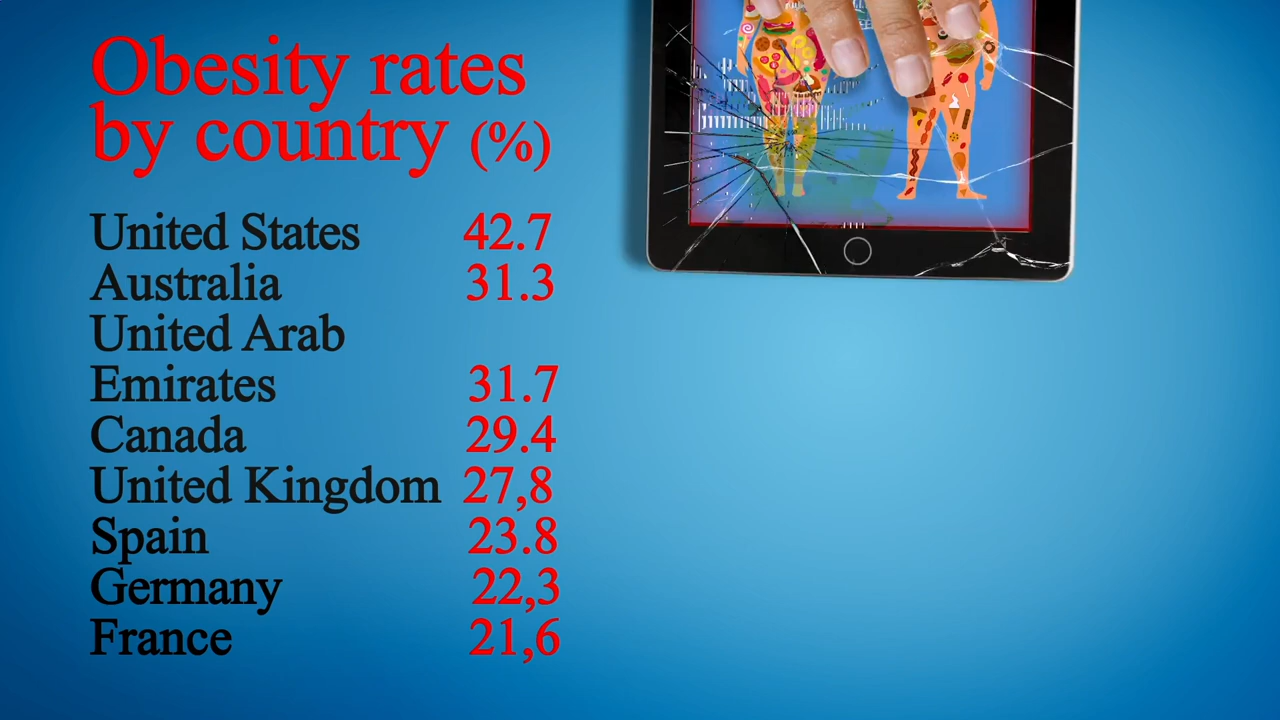 Obesity rates
by country (%)
United States 42.7
Australia 31.3
United Arab
Emirates 31.7
Canada 29.4
United Kingdom 27,8
Spain 23.8
Germany 22,3
France 21,6